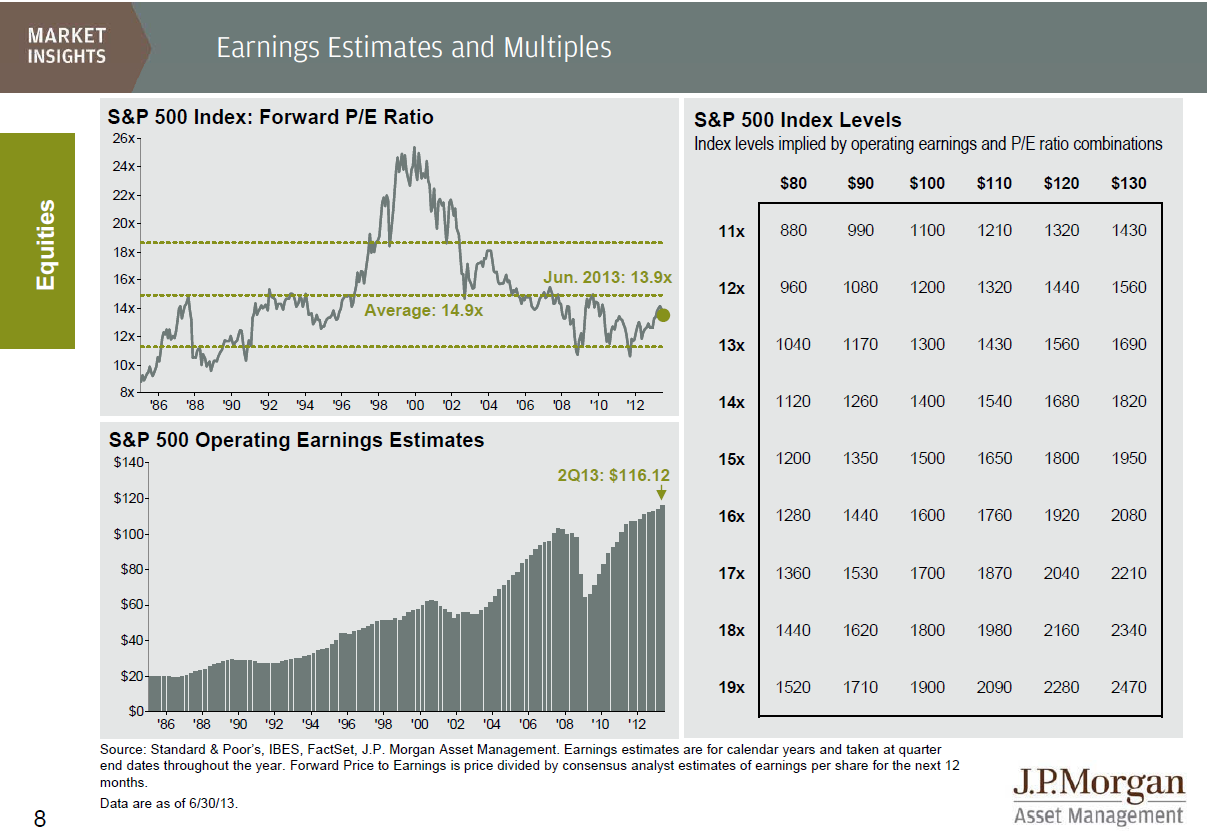 MARKET
INSIGHTS
Earnings Estimates and Multiples
Equities
S&P 500 Index: Forward P/E Ratio
26x
24x
22x
20x
18x
16x
14x
12x
10x
8x
Jun. 2013: 13.9x
Average: 14.9x
'86 '88 '90 '92 '94 '96 '98 '00 '02 '04 '06 '08 '10 '12
S&P 500 Operating Earnings Estimates
$140
$120
$100
$80
$60
$40
$20
$0
2Q13: $116.12
'86 '88 '90 '92 '94 '96 '98 '00 '02 '04 '06 '08 '10 '12
S&P 500 Index Levels
Index levels implied by operating earnings and P/E ratio combinations
$80 $90 $100 $110 $120 $130
11x 880 990 1100 1210 1320 1430
12x 960 1080 1200 1320 1440 1560
13x 1040 1170 1300 1430 1560 1690
14x 1120 1260 1400 1540 1680 1820
15x 1200 1350 1500 1650 1800 1950
16x 1280 1440 1600 1760 1920 2080
17x 1360 1530 1700 1870 2040 2210
18x 1440 1620 1800 1980 2160 2340
19x 1520 1710 1900 2090 2280 2470
Source: Standard & Poor's, IBES, FactSet, J.P. Morgan Asset Management. Earnings estimates are for calendar years and taken at quarter
end dates throughout the year. Forward Price to Earnings is price divided by consensus analyst estimates of earnings per share for the next 12
months.
Data are as of 6/30/13.
8
J.P.Morgan
Asset Management